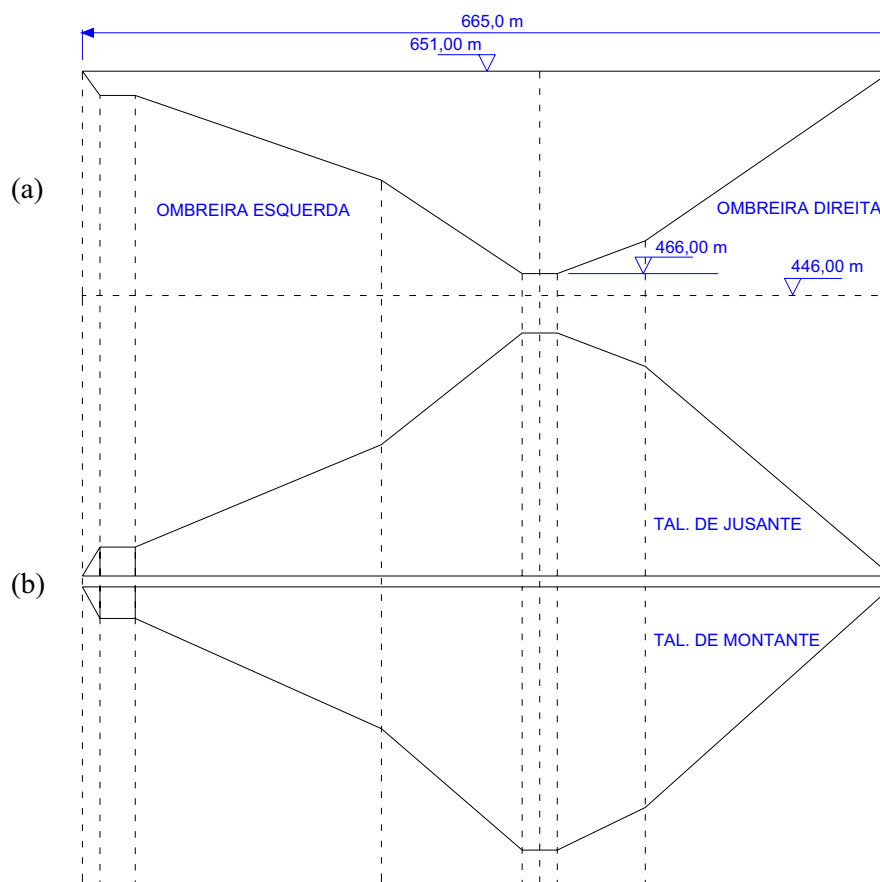 665,0 m
651,00 m
(a)
OMBREIRA ESQUERDA
OMBREIRA DIREITA
466,00 m
446,00 m
TAL. DE JUSANTE
(b)
TAL. DE MONTANTE